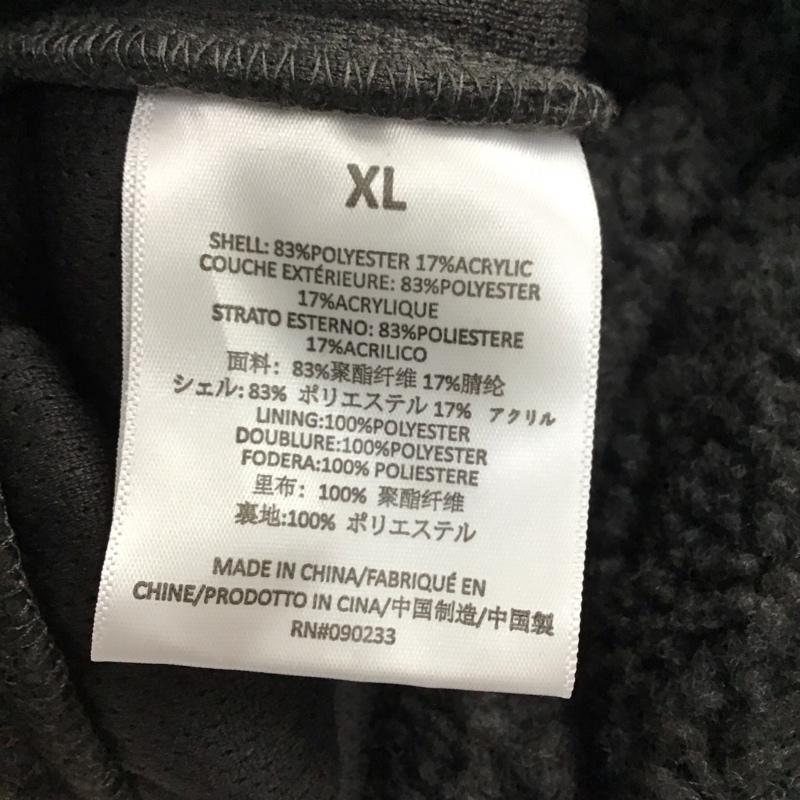 XL
SHELL: 83%POLYESTER 17%ACRYLIC
COUCHE EXTÉRIEURE: 83%POLYESTER
17%ACRYLIQUE
STRATO ESTERNO: 83%POLIESTERE
17%ACRILICO
面料: 83%聚酯纤维 17%腈纶
シェル: 83% ポリエステル 17% アクリル
LINING:100%POLYESTER
DOUBLURE:100%POLYESTER
FODERA:100% POLIESTERE
里布: 100% 聚酯纤维
裏地:100% ポリエステル
MADE IN CHINA/FABRIQUÉ EN
CHINE/PRODOTTO IN CINA/中国制造/中国製
RN#090233